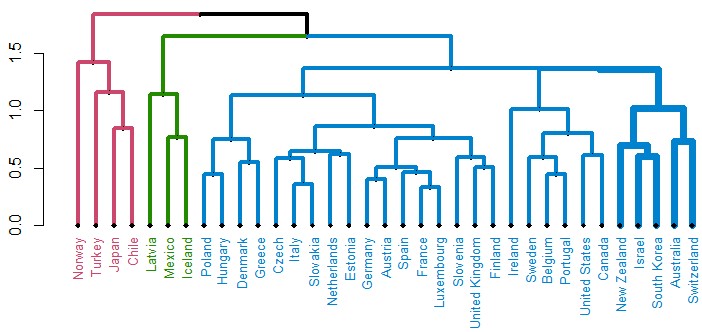 1.5
1.0
0.5
0.0
Norway
Turkey
Japan
Chile
Latvia
Mexico
Iceland
Poland
Hungary
Denmark
Greece
Czech
Italy
Slovakia
Netherlands
Estonia
Germany
Austria
Spain
France
Luxembourg
Slovenia
United Kingdom
Finland
Ireland
Sweden
Belgium
Portugal
United States
Canada
New Zealand
Israel
South Korea
Australia
Switzerland